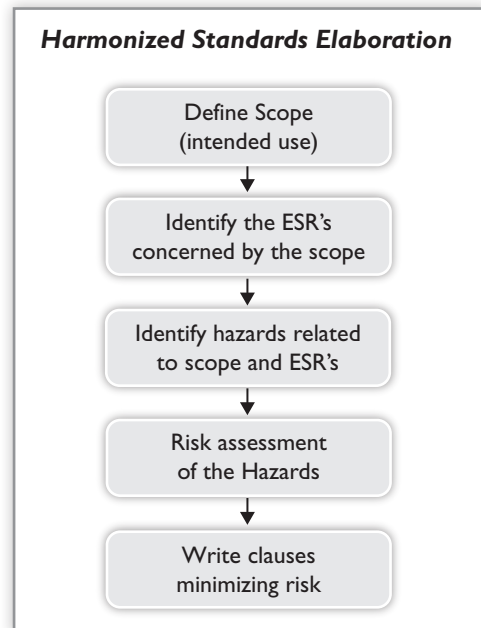 Harmonized Standards Elaboration
Define Scope
(intended use)
Identify the ESR's
concerned by the scope
Identify hazards related
to scope and ESR's
Risk assessment
of the Hazards
Write clauses
minimizing risk